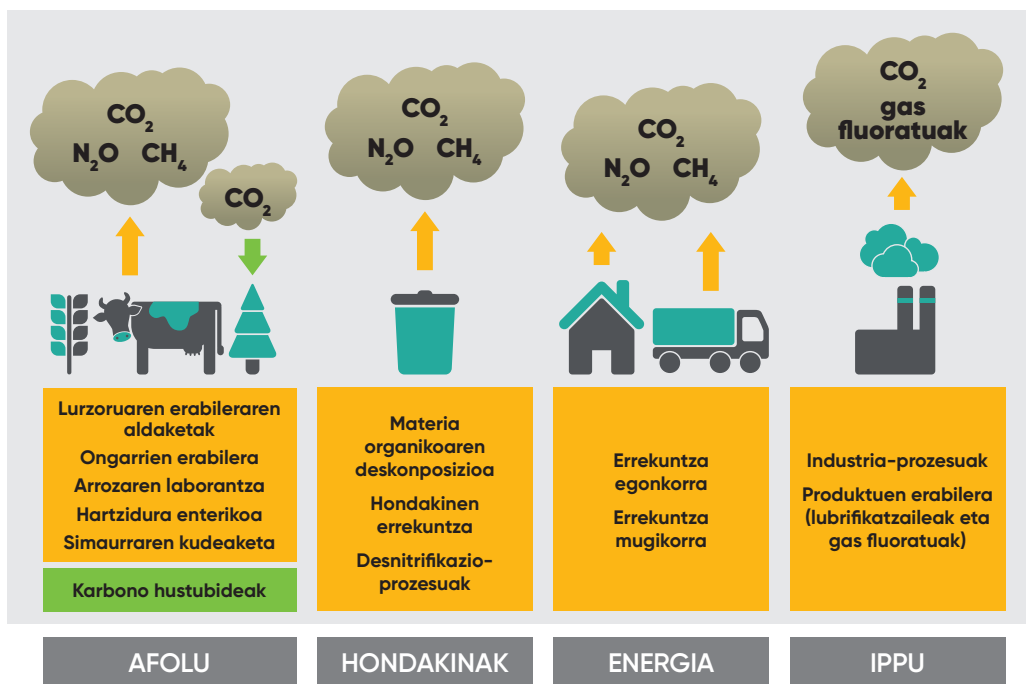 CO₂
N₂O CH₄
CO₂
Lurzoruaren erabileraren
aldaketak
Ongarrien erabilera
Arrozaren laborantza
Hartzidura enterikoa
Simaurraren kudeaketa
Karbono hustubideak
AFOLU
CO₂
N₂O CH₄
Materia
organikoaren
deskonposizioa
Hondakinen
errekuntza
Desnitrifikazio-
prozesuak
HONDAKINAK
CO₂
N₂O CH₄
Errekuntza
egonkorra
Errekuntza
mugikorra
ENERGIA
CO₂
gas
fluoratuak
Industria-prozesuak
Produktuen erabilera
(lubrifikatzaileak eta
gas fluoratuak)
IPPU